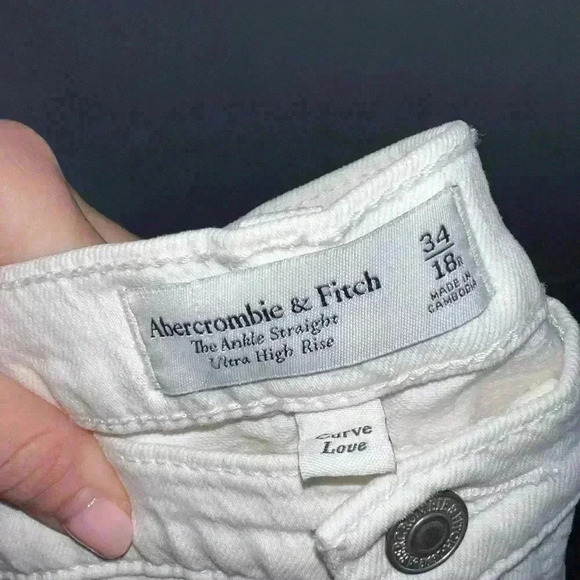 Abercrombie & Fitch
The Ankle Straight
Ultra High Rise
34
18R
MADE IN
CAMBODIA
Curve
Love